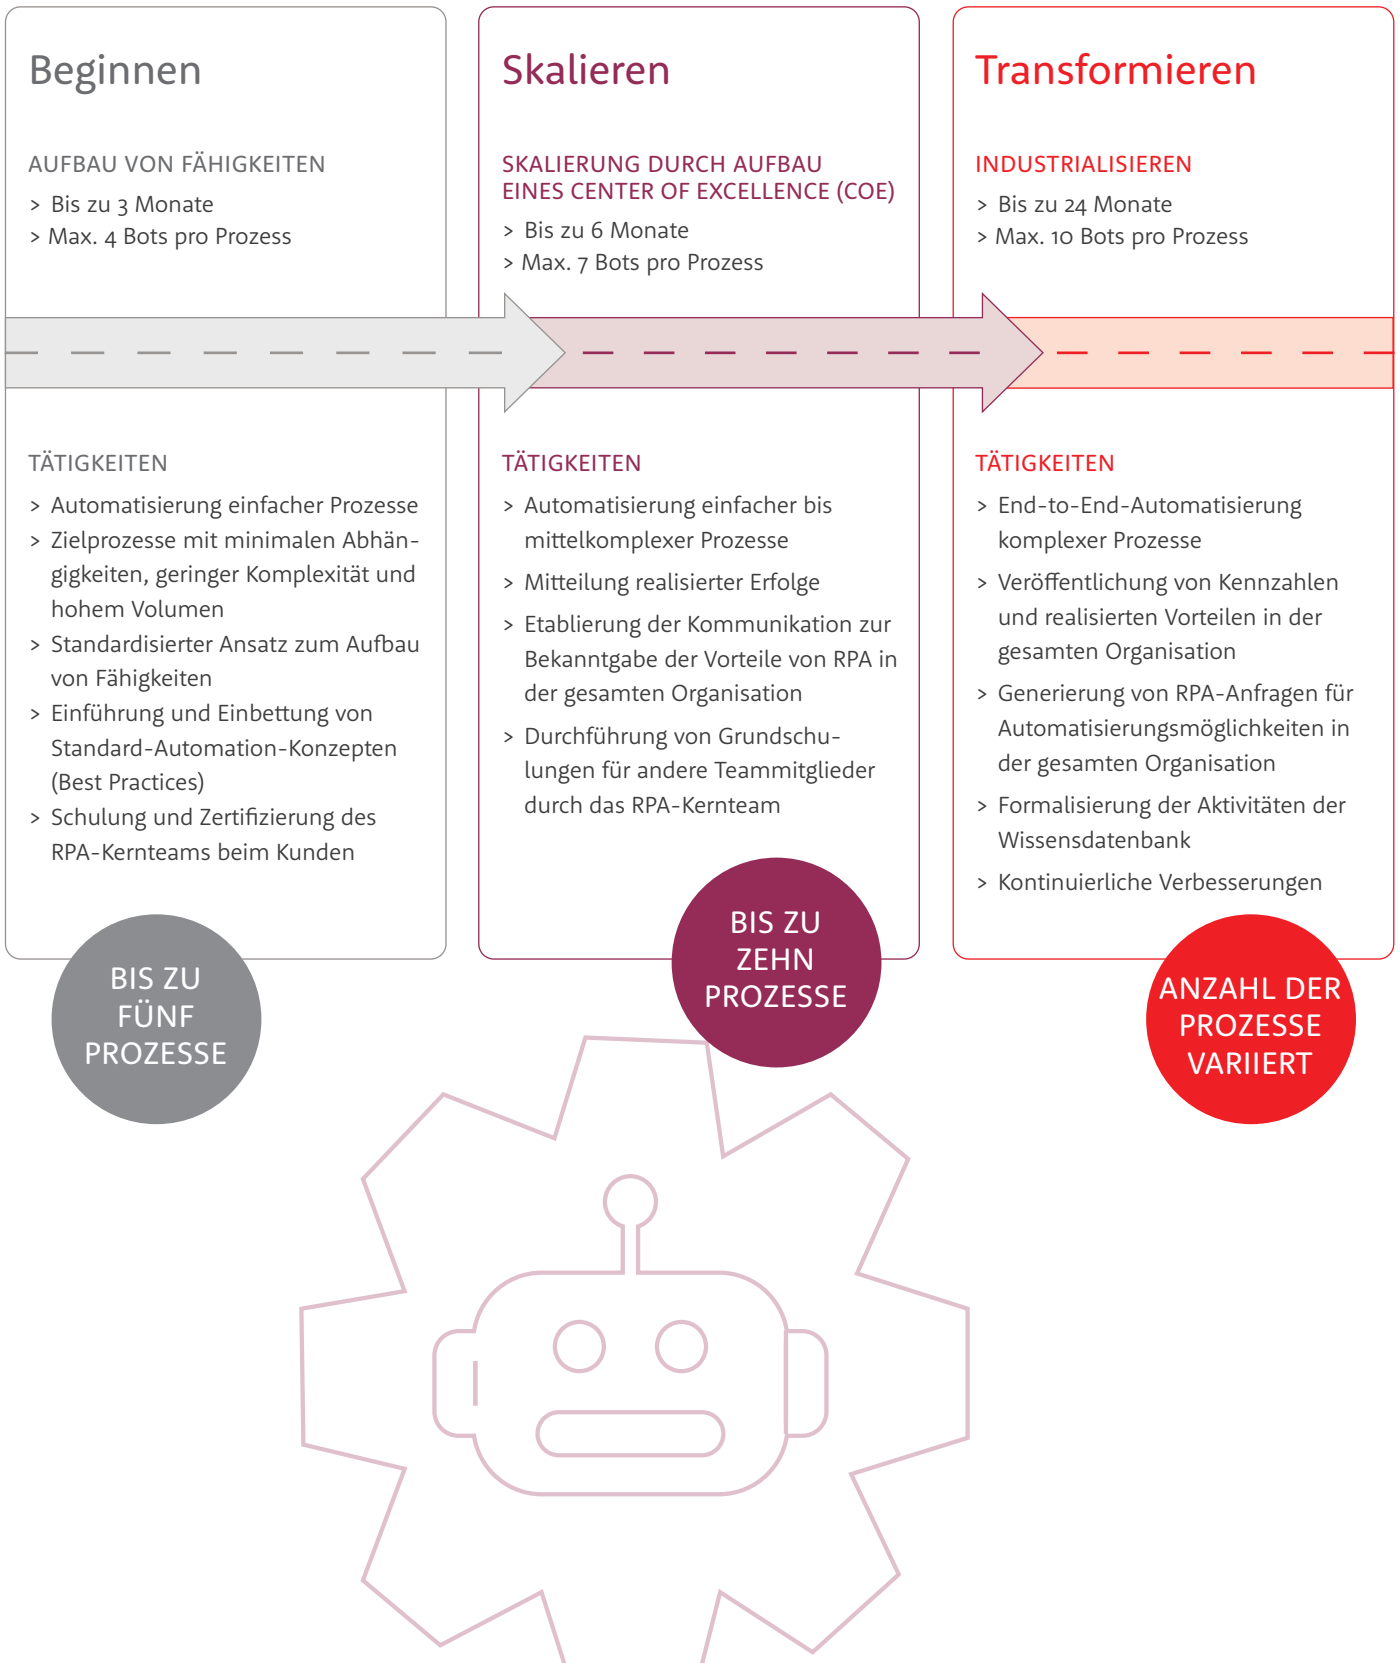 Beginnen
AUFBAU VON FÄHIGKEITEN
> Bis zu 3 Monate
> Max. 4 Bots pro Prozess
TÄTIGKEITEN
> Automatisierung einfacher Prozesse
> Zielprozesse mit minimalen Abhän-
gigkeiten, geringer Komplexität und
hohem Volumen
> Standardisierter Ansatz zum Aufbau
von Fähigkeiten
> Einführung und Einbettung von
Standard-Automation-Konzepten
(Best Practices)
> Schulung und Zertifizierung des
RPA-Kernteams beim Kunden
BIS ZU
FÜNF
PROZESSE
Skalieren
SKALIERUNG DURCH AUFBAU
EINES CENTER OF EXCELLENCE (COE)
> Bis zu 6 Monate
> Max. 7 Bots pro Prozess
TÄTIGKEITEN
> Automatisierung einfacher bis
mittelkomplexer Prozesse
> Mitteilung realisierter Erfolge
> Etablierung der Kommunikation zur
Bekanntgabe der Vorteile von RPA in
der gesamten Organisation
> Durchführung von Grundschu-
lungen für andere Teammitglieder
durch das RPA-Kernteam
BIS ZU
ZEHN
PROZESSE
Transformieren
INDUSTRIALISIEREN
> Bis zu 24 Monate
> Max. 10 Bots pro Prozess
TÄTIGKEITEN
> End-to-End-Automatisierung
komplexer Prozesse
> Veröffentlichung von Kennzahlen
und realisierten Vorteilen in der
gesamten Organisation
> Generierung von RPA-Anfragen für
Automatisierungsmöglichkeiten in
der gesamten Organisation
> Formalisierung der Aktivitäten der
Wissensdatenbank
> Kontinuierliche Verbesserungen
ANZAHL DER
PROZESSE
VARIIERT